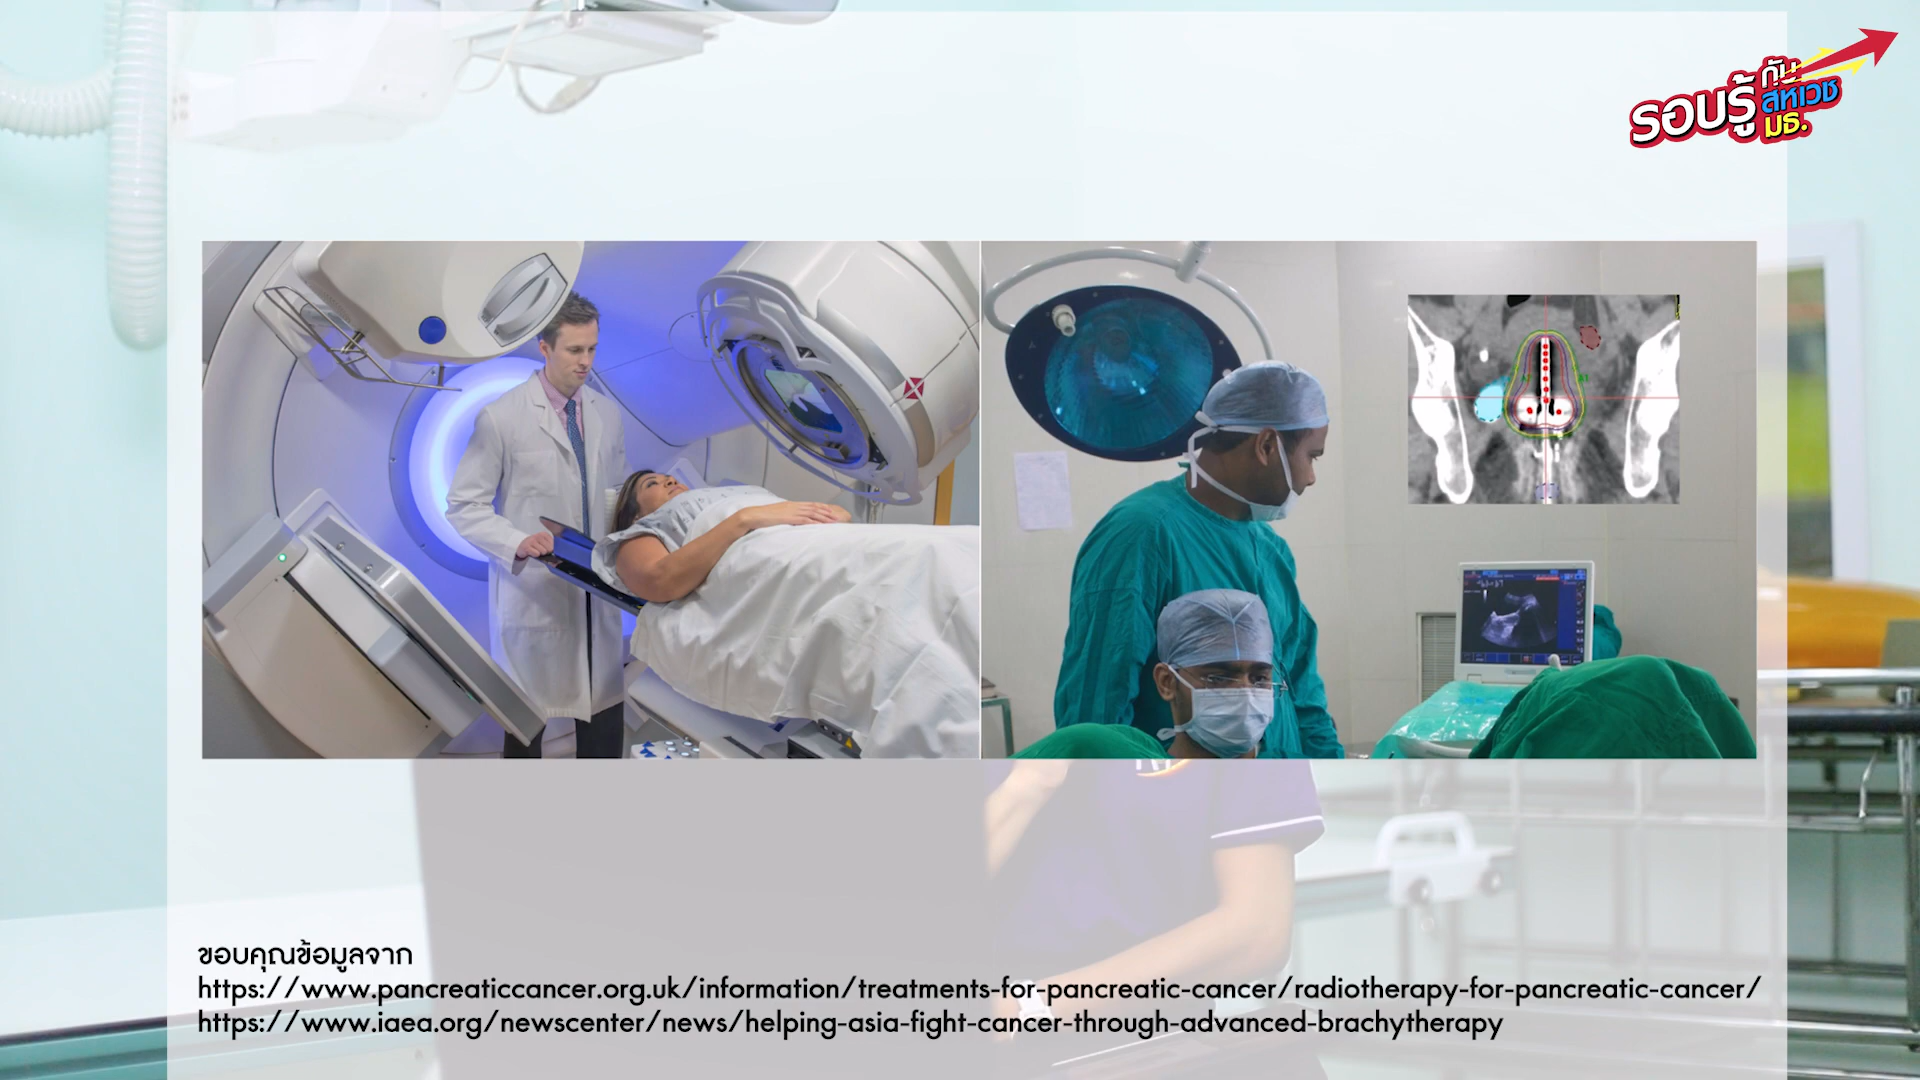 รอบรู้ กับ สหเวช มธ.
ขอบคุณข้อมูลจาก
https://www.pancreaticcancer.org.uk/information/treatments-for-pancreatic-cancer/radiotherapy-for-pancreatic-cancer/
https://www.iaea.org/newscenter/news/helping-asia-fight-cancer-through-advanced-brachytherapy